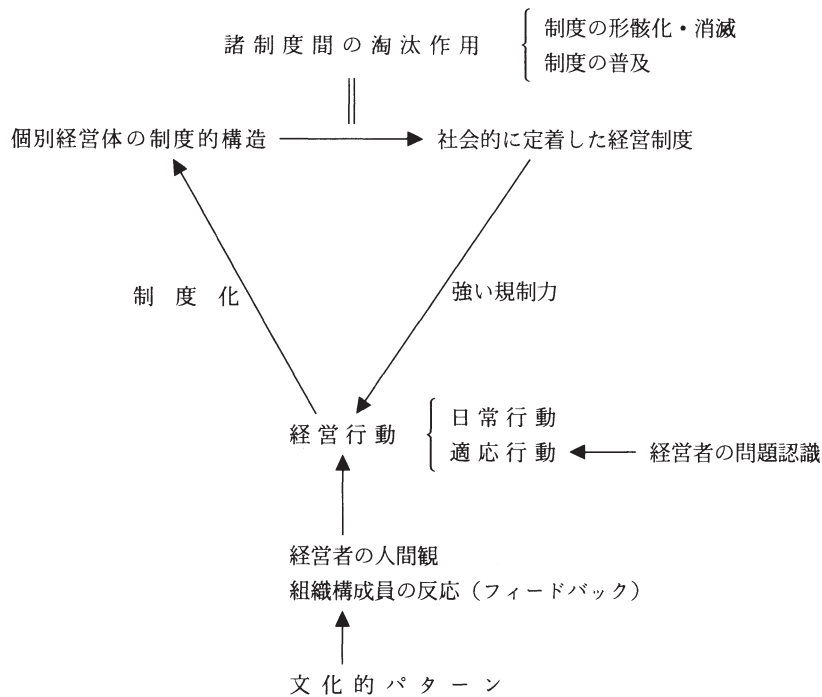 諸制度間の淘汰作用
制度の形骸化・消滅
制度の普及
個別経営体の制度的構造
社会的に定着した経営制度
制度化
強い規制力
経営行動
日常行動
適応行動
経営者の問題認識
経営者の人間観
組織構成員の反応（フィードバック）
文化的パターン